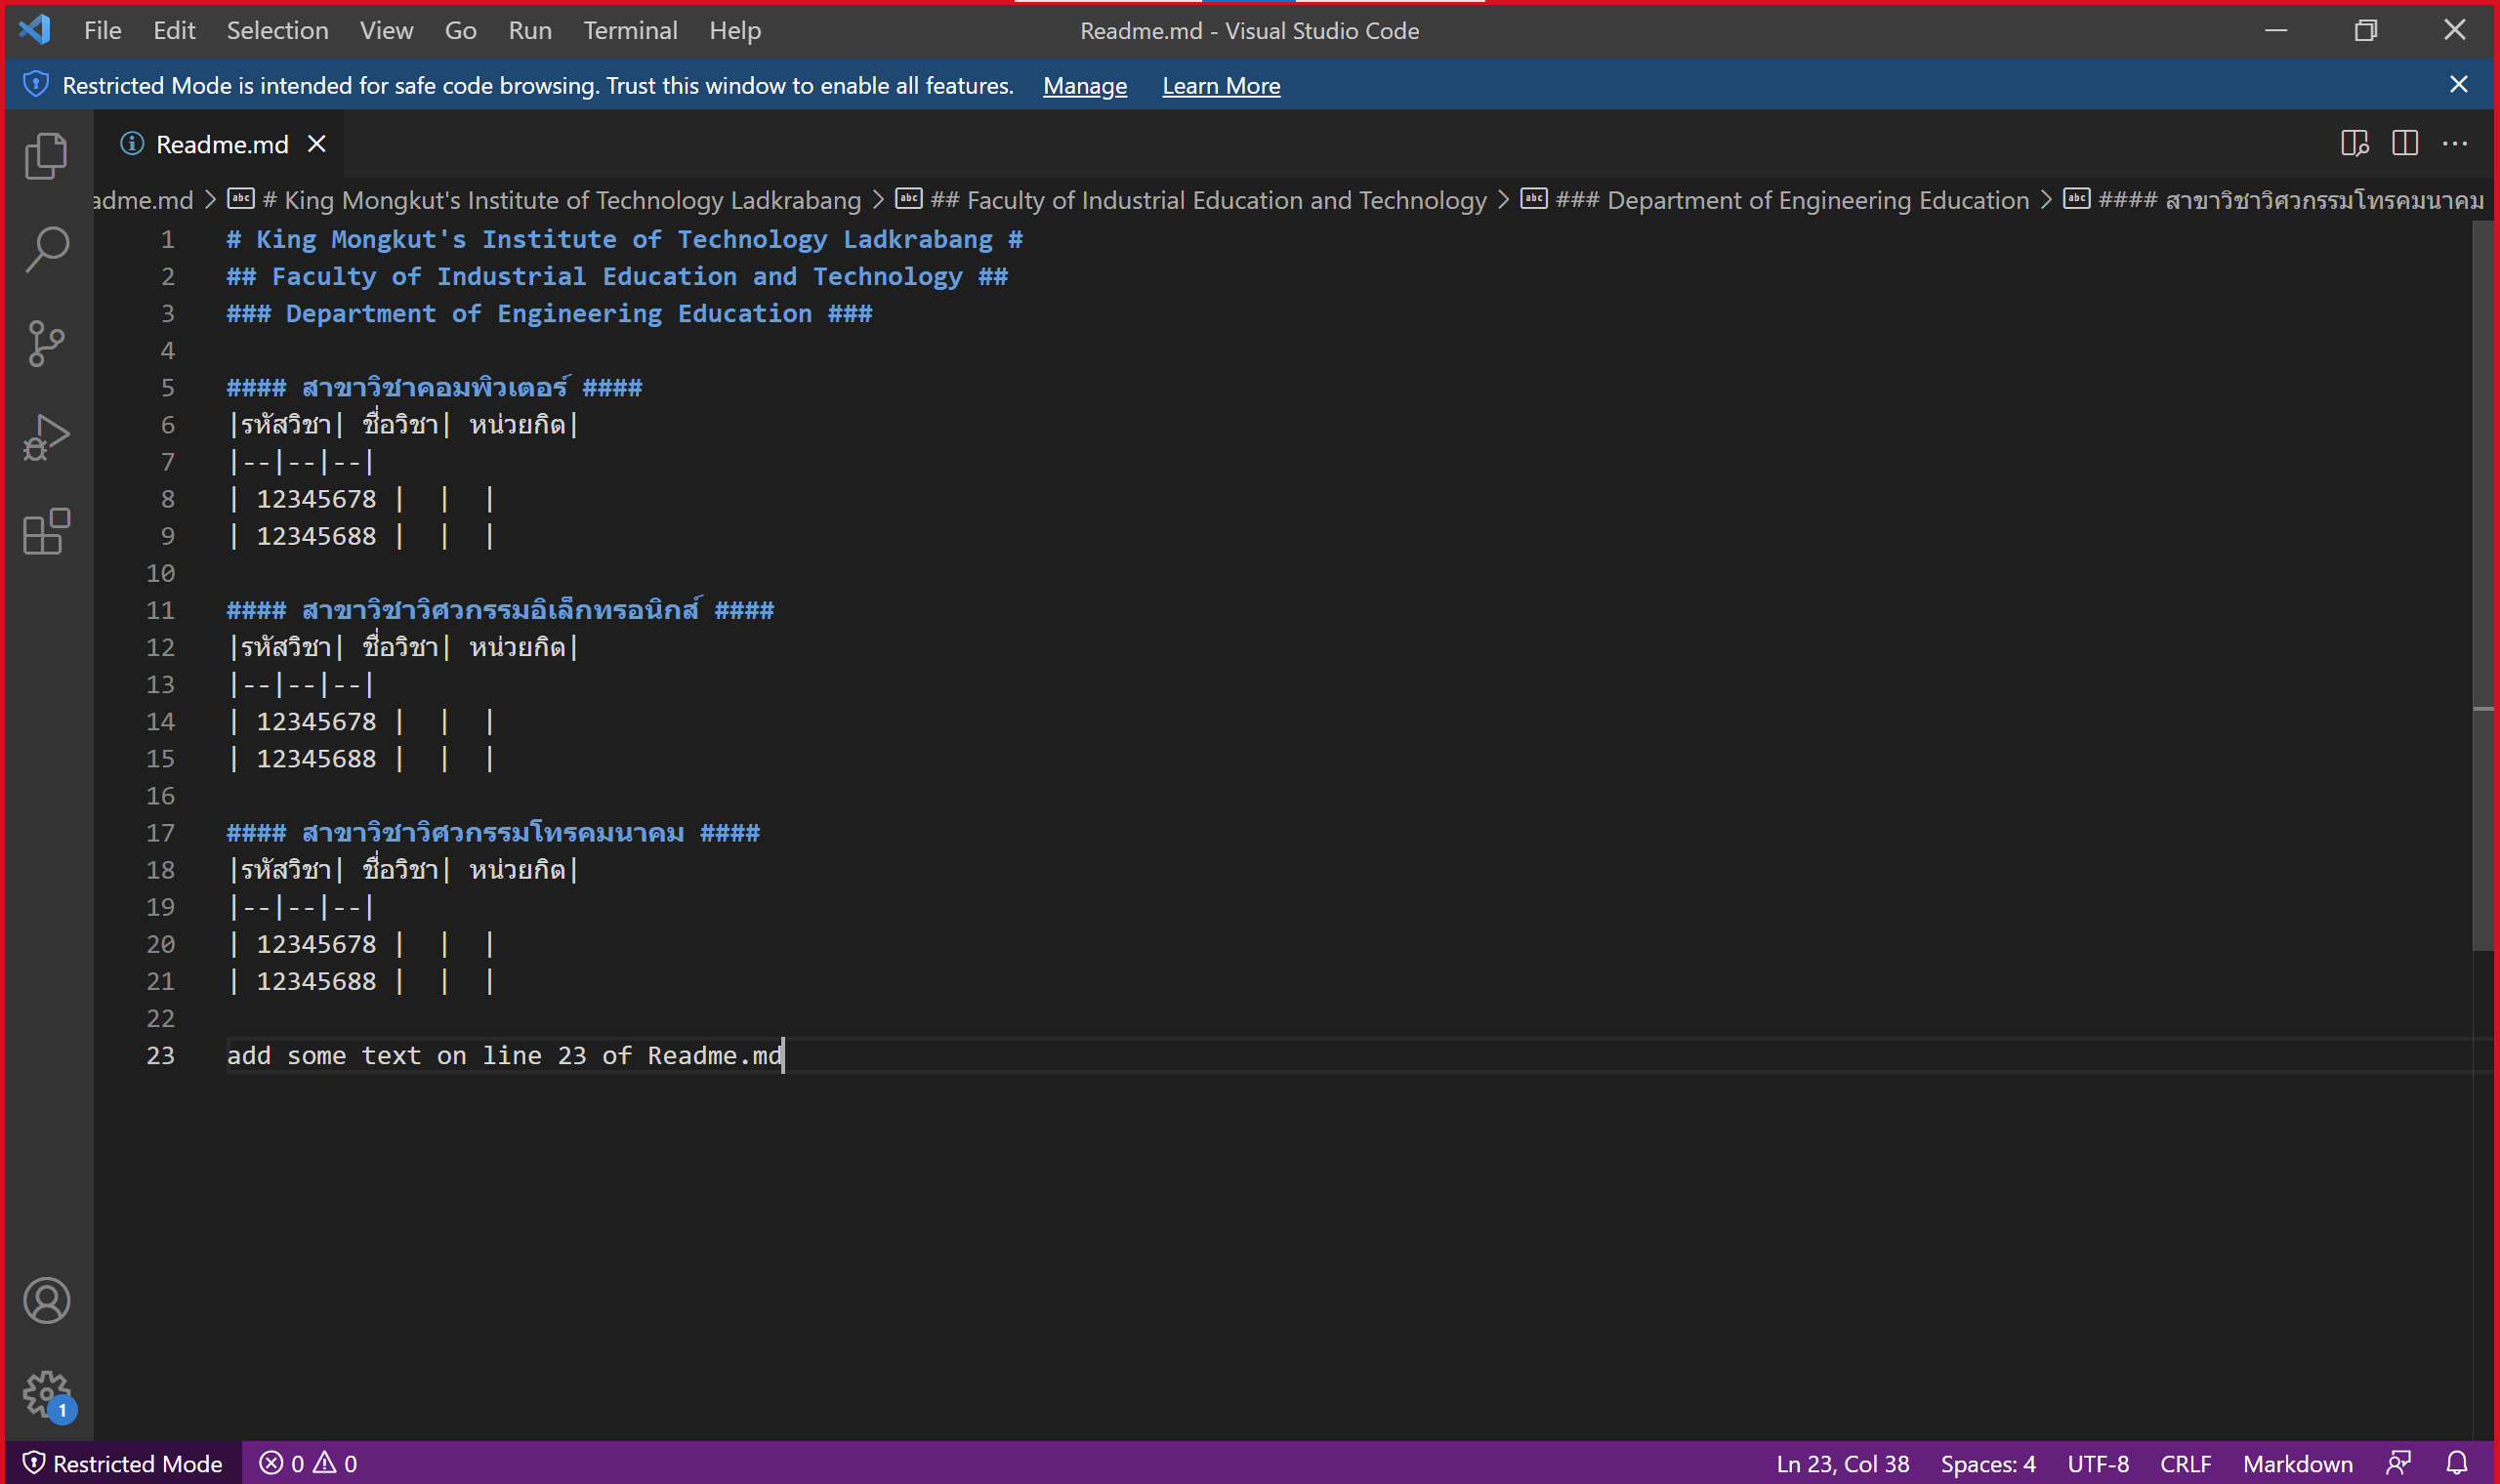 File Edit Selection View Go Run Terminal Help Readme.md - Visual Studio Code
Restricted Mode is intended for safe code browsing. Trust this window to enable all features. Manage Learn More
Readme.md
adme.md > # King Mongkut's Institute of Technology Ladkrabang > ## Faculty of Industrial Education and Technology > ### Department of Engineering Education > #### สาขาวิชาวิศวกรรมโทรคมนาคม
1 # King Mongkut's Institute of Technology Ladkrabang #
2 ## Faculty of Industrial Education and Technology ##
3 ### Department of Engineering Education ###
4
5 #### สาขาวิชาคอมพิวเตอร์ ####
6 |รหัสวิชา| ชื่อวิชา| หน่วยกิต|
7 |--|--|--|
8 | 12345678 |  |  |
9 | 12345688 |  |  |
10
11 #### สาขาวิชาวิศวกรรมอิเล็กทรอนิกส์ ####
12 |รหัสวิชา| ชื่อวิชา| หน่วยกิต|
13 |--|--|--|
14 | 12345678 |  |  |
15 | 12345688 |  |  |
16
17 #### สาขาวิชาวิศวกรรมโทรคมนาคม ####
18 |รหัสวิชา| ชื่อวิชา| หน่วยกิต|
19 |--|--|--|
20 | 12345678 |  |  |
21 | 12345688 |  |  |
22
23 add some text on line 23 of Readme.md
1
Restricted Mode 0 0 Ln 23, Col 38 Spaces: 4 UTF-8 CRLF Markdown